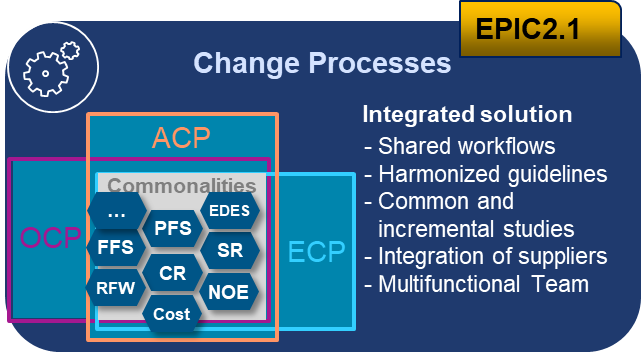 EPIC2.1
Change Processes
ACP
OCP
ECP
Commonalities
...
EDES
PFS
FFS
SR
CR
RFW
NOE
Cost
Integrated solution
- Shared workflows
- Harmonized guidelines
- Common and
incremental studies
- Integration of suppliers
- Multifunctional Team